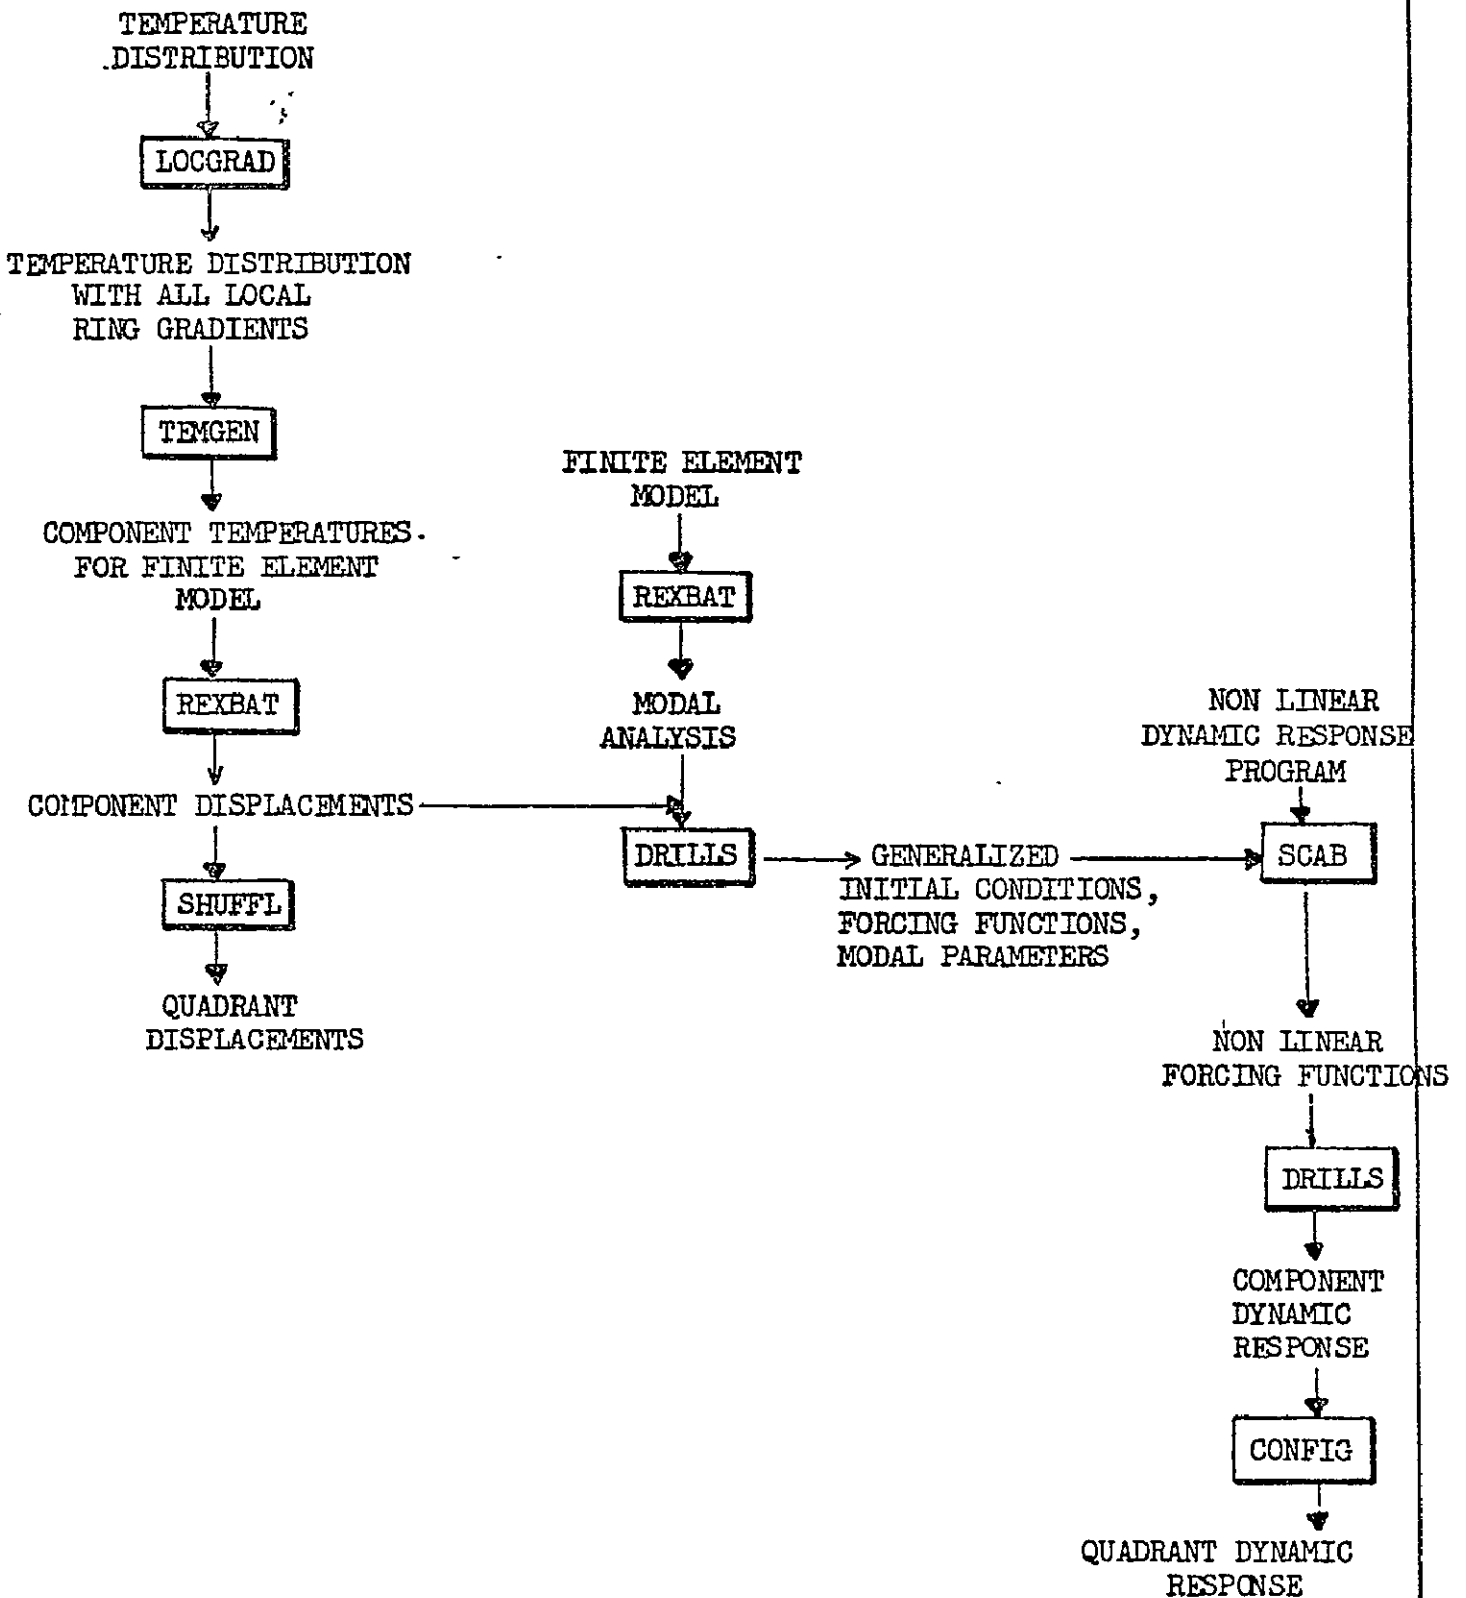 TEMPERATURE
DISTRIBUTION
LOCGRAD
TEMPERATURE DISTRIBUTION
WITH ALL LOCAL
RING GRADIENTS
TEMGEN
COMPONENT TEMPERATURES
FOR FINITE ELEMENT
MODEL
REXBAT
COMPONENT DISPLACEMENTS
SHUFFL
QUADRANT
DISPLACEMENTS
FINITE ELEMENT
MODEL
REXBAT
MODAL
ANALYSIS
DRILLS
GENERALIZED
INITIAL CONDITIONS,
FORCING FUNCTIONS,
MODAL PARAMETERS
NON LINEAR
DYNAMIC RESPONSE
PROGRAM
SCAB
NON LINEAR
FORCING FUNCTIONS
DRILLS
COMPONENT
DYNAMIC
RESPONSE
CONFIG
QUADRANT DYNAMIC
RESPONSE